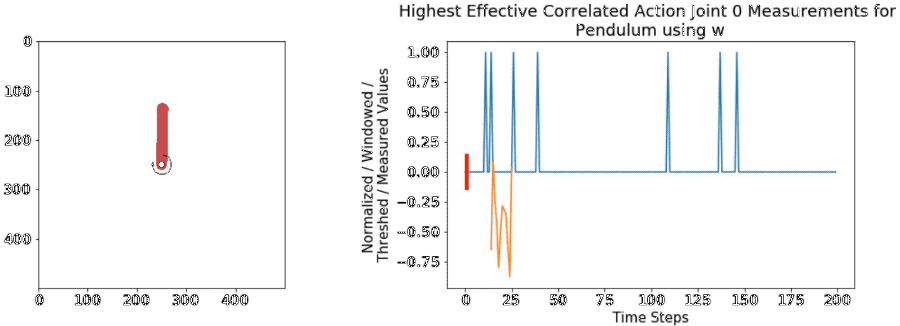 Highest Effective Correlated Action Joint 0 Measurements for
Pendulum using w
0
100
200
300
400
0 100 200 300 400
Normalized / Windowed /
Threshed / Measured Values
1.00
0.75
0.50
0.25
0.00
−0.25
−0.50
−0.75
0 25 50 75 100 125 150 175 200
Time Steps